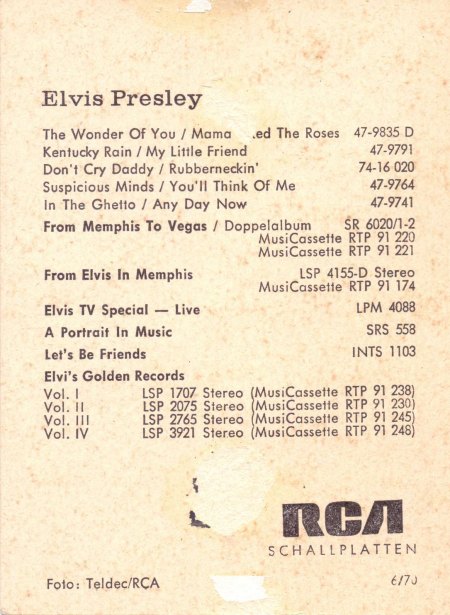 Elvis Presley
The Wonder Of You / Mama ed The Roses 47-9835 D
Kentucky Rain / My Little Friend 47-9791
Don't Cry Daddy / Rubberneckin' 74-16 020
Suspicious Minds / You'll Think Of Me 47-9764
In The Ghetto / Any Day Now 47-9741
From Memphis To Vegas / Doppelalbum SR 6020/1-2
MusiCassette RTP 91 220
MusiCassette RTP 91 221
From Elvis In Memphis LSP 4155-D Stereo
MusiCassette RTP 91 174
Elvis TV Special — Live LPM 4088
A Portrait In Music SRS 558
Let's Be Friends INTS 1103
Elvi's Golden Records
Vol. I LSP 1707 Stereo (MusiCassette RTP 91 238)
Vol. II LSP 2075 Stereo (MusiCassette RTP 91 230)
Vol. III LSP 2765 Stereo (MusiCassette RTP 91 245)
Vol. IV LSP 3921 Stereo (MusiCassette RTP 91 248)
RCA
SCHALLPLATTEN
Foto: Teldec/RCA 6/70